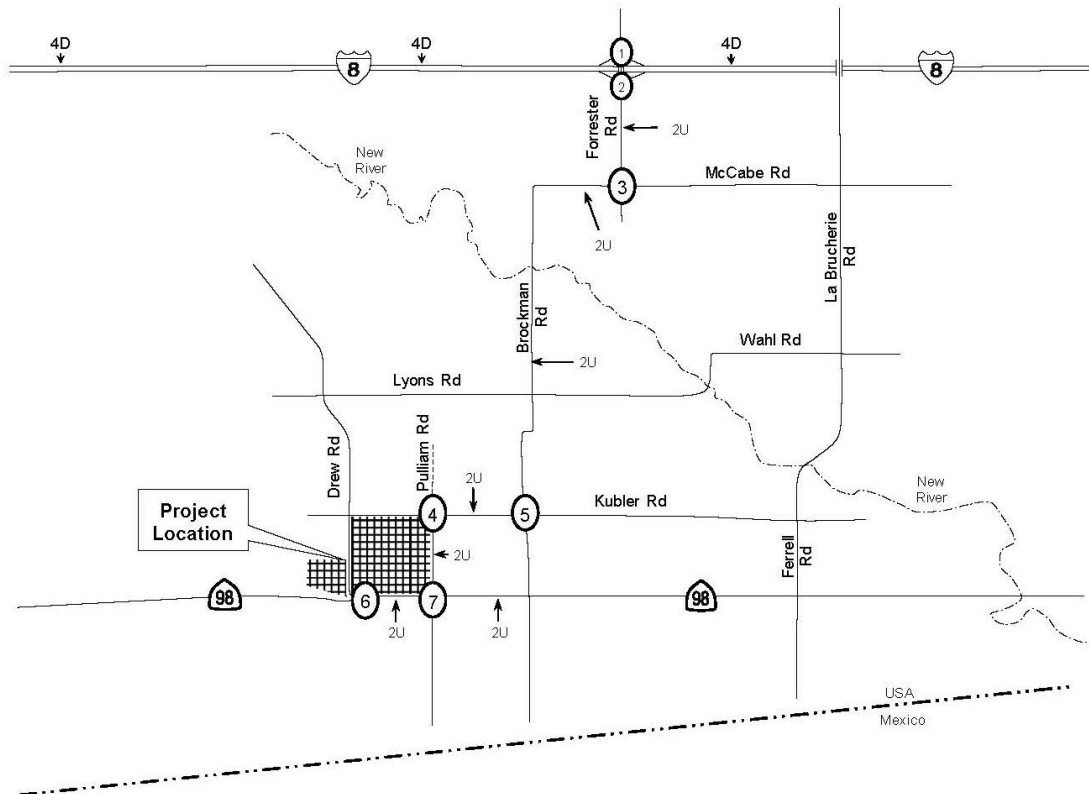 4D
4D
4D
8
1
8
2
Forrester
Rd
2U
New
River
McCabe Rd
3
2U
La Brucherie
Rd
Brockman
Rd
Wahl Rd
2U
Lyons Rd
Drew Rd
Pulliam Rd
2U
New
River
Project
Location
4
5
Kubler Rd
2U
Ferrell
Rd
98
6
7
98
2U
2U
USA
Mexico